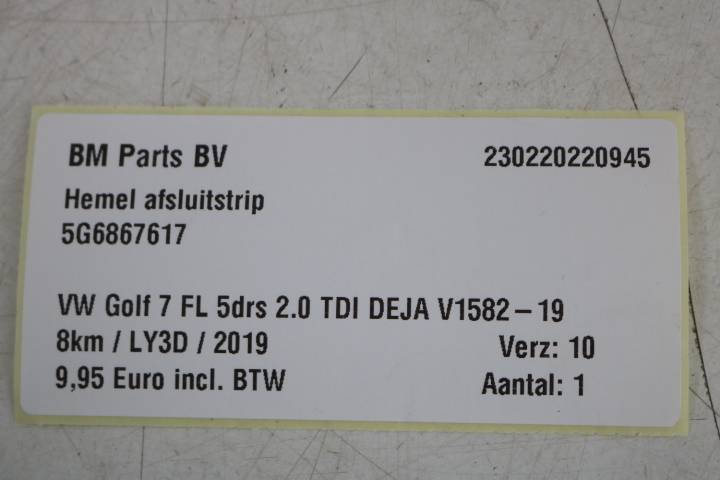 BM Parts BV 230220220945
Hemel afsluitstrip
5G6867617
VW Golf 7 FL 5drs 2.0 TDI DEJA V1582-19
8km / LY3D / 2019 Verz: 10
9,95 Euro incl. BTW Aantal: 1